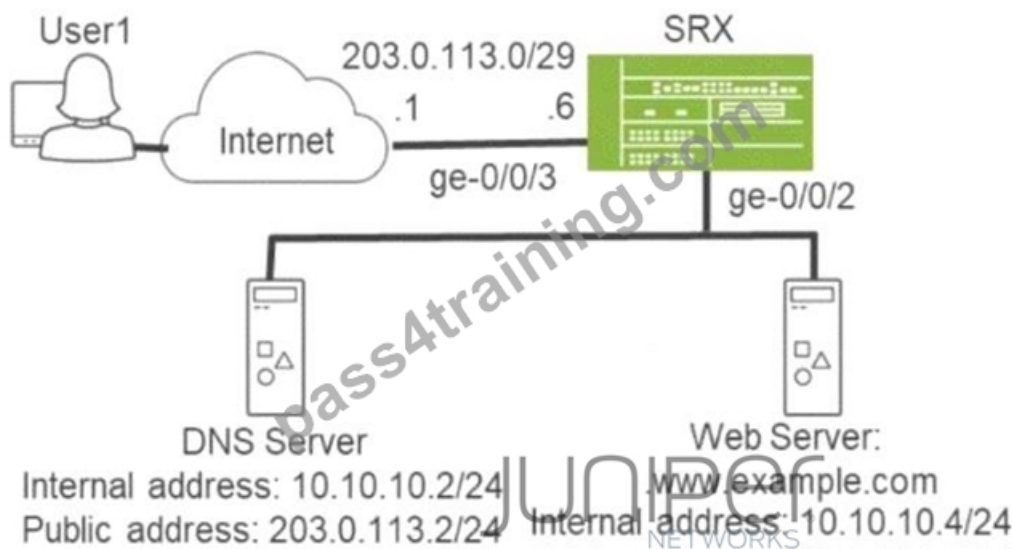 User1
SRX
203.0.113.0/29
.1
.6
Internet
ge-0/0/3
ge-0/0/2
pass4training.com
DNS Server
Internal address: 10.10.10.2/24
Public address: 203.0.113.2/24
Web Server:
www.example.com
Internal address: 10.10.10.4/24
JUNIPER
NETWORKS